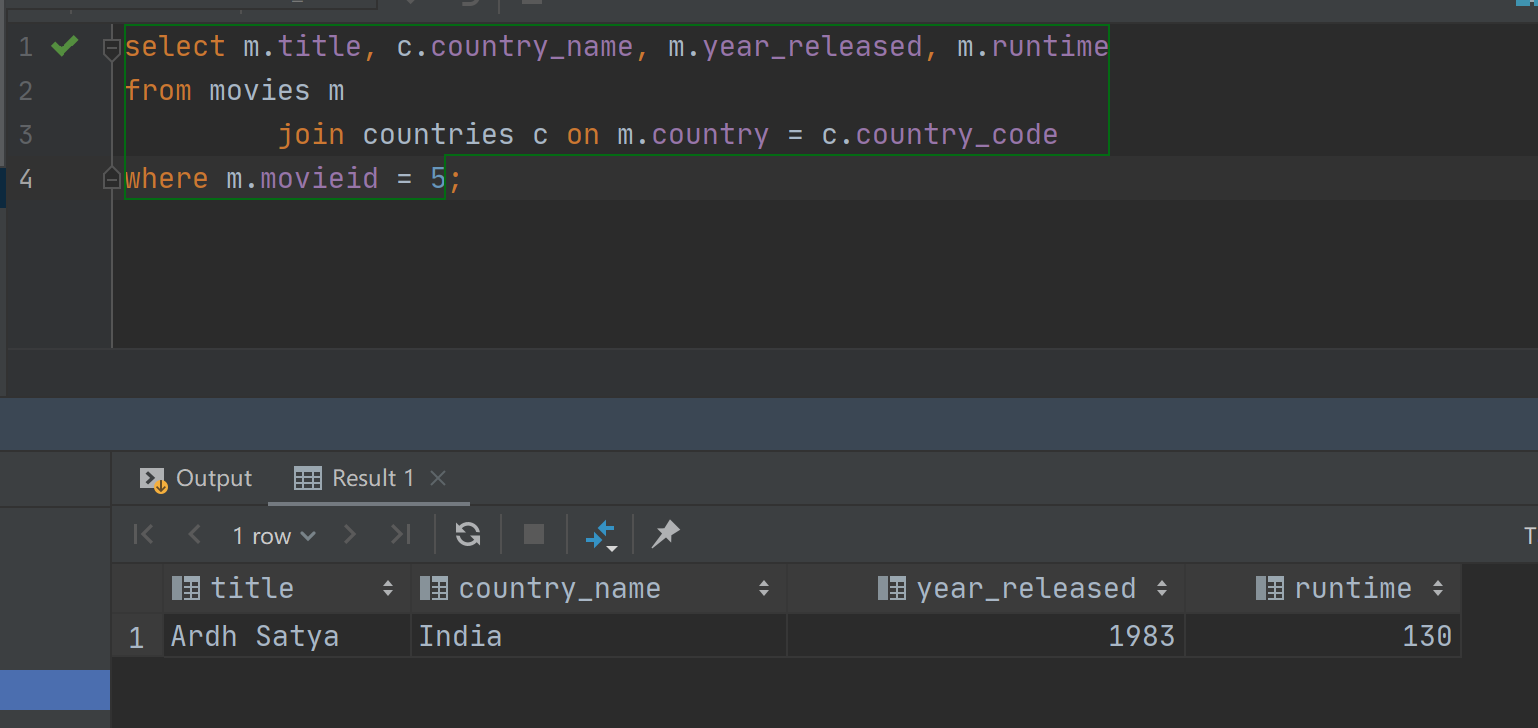 1 select m.title, c.country_name, m.year_released, m.runtime
2 from movies m
3 join countries c on m.country = c.country_code
4 where m.movieid = 5;
Output Result 1
1 row
title country_name year_released runtime
1 Ardh Satya India 1983 130